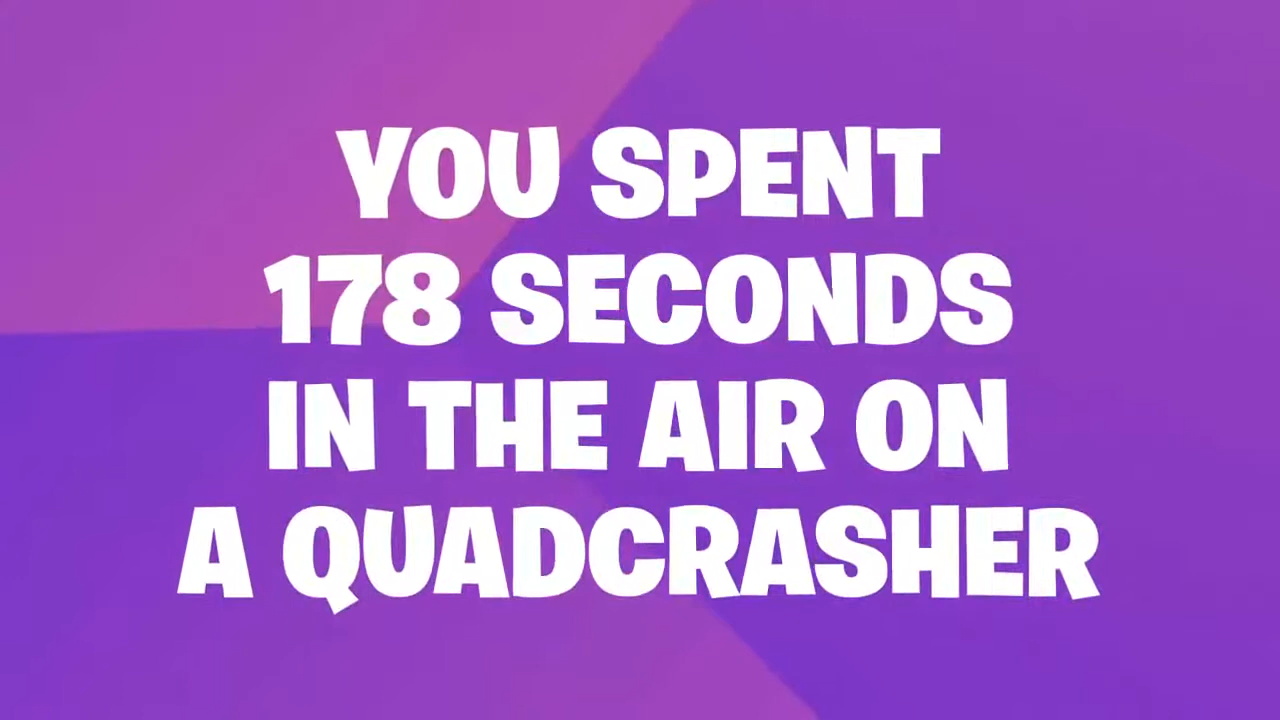 YOU SPENT
178 SECONDS
IN THE AIR ON
A QUADCRASHER